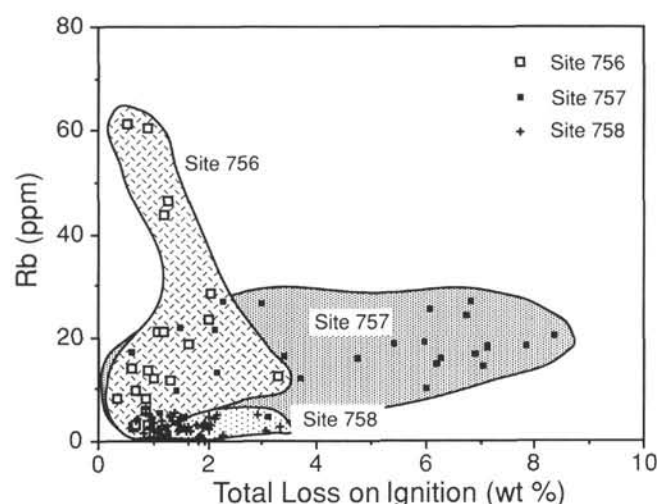 80
60
40
20
0
Rb (ppm)
Site 756
Site 757
Site 758
Site 756
Site 757
Site 758
0 2 4 6 8 10
Total Loss on Ignition (wt %)